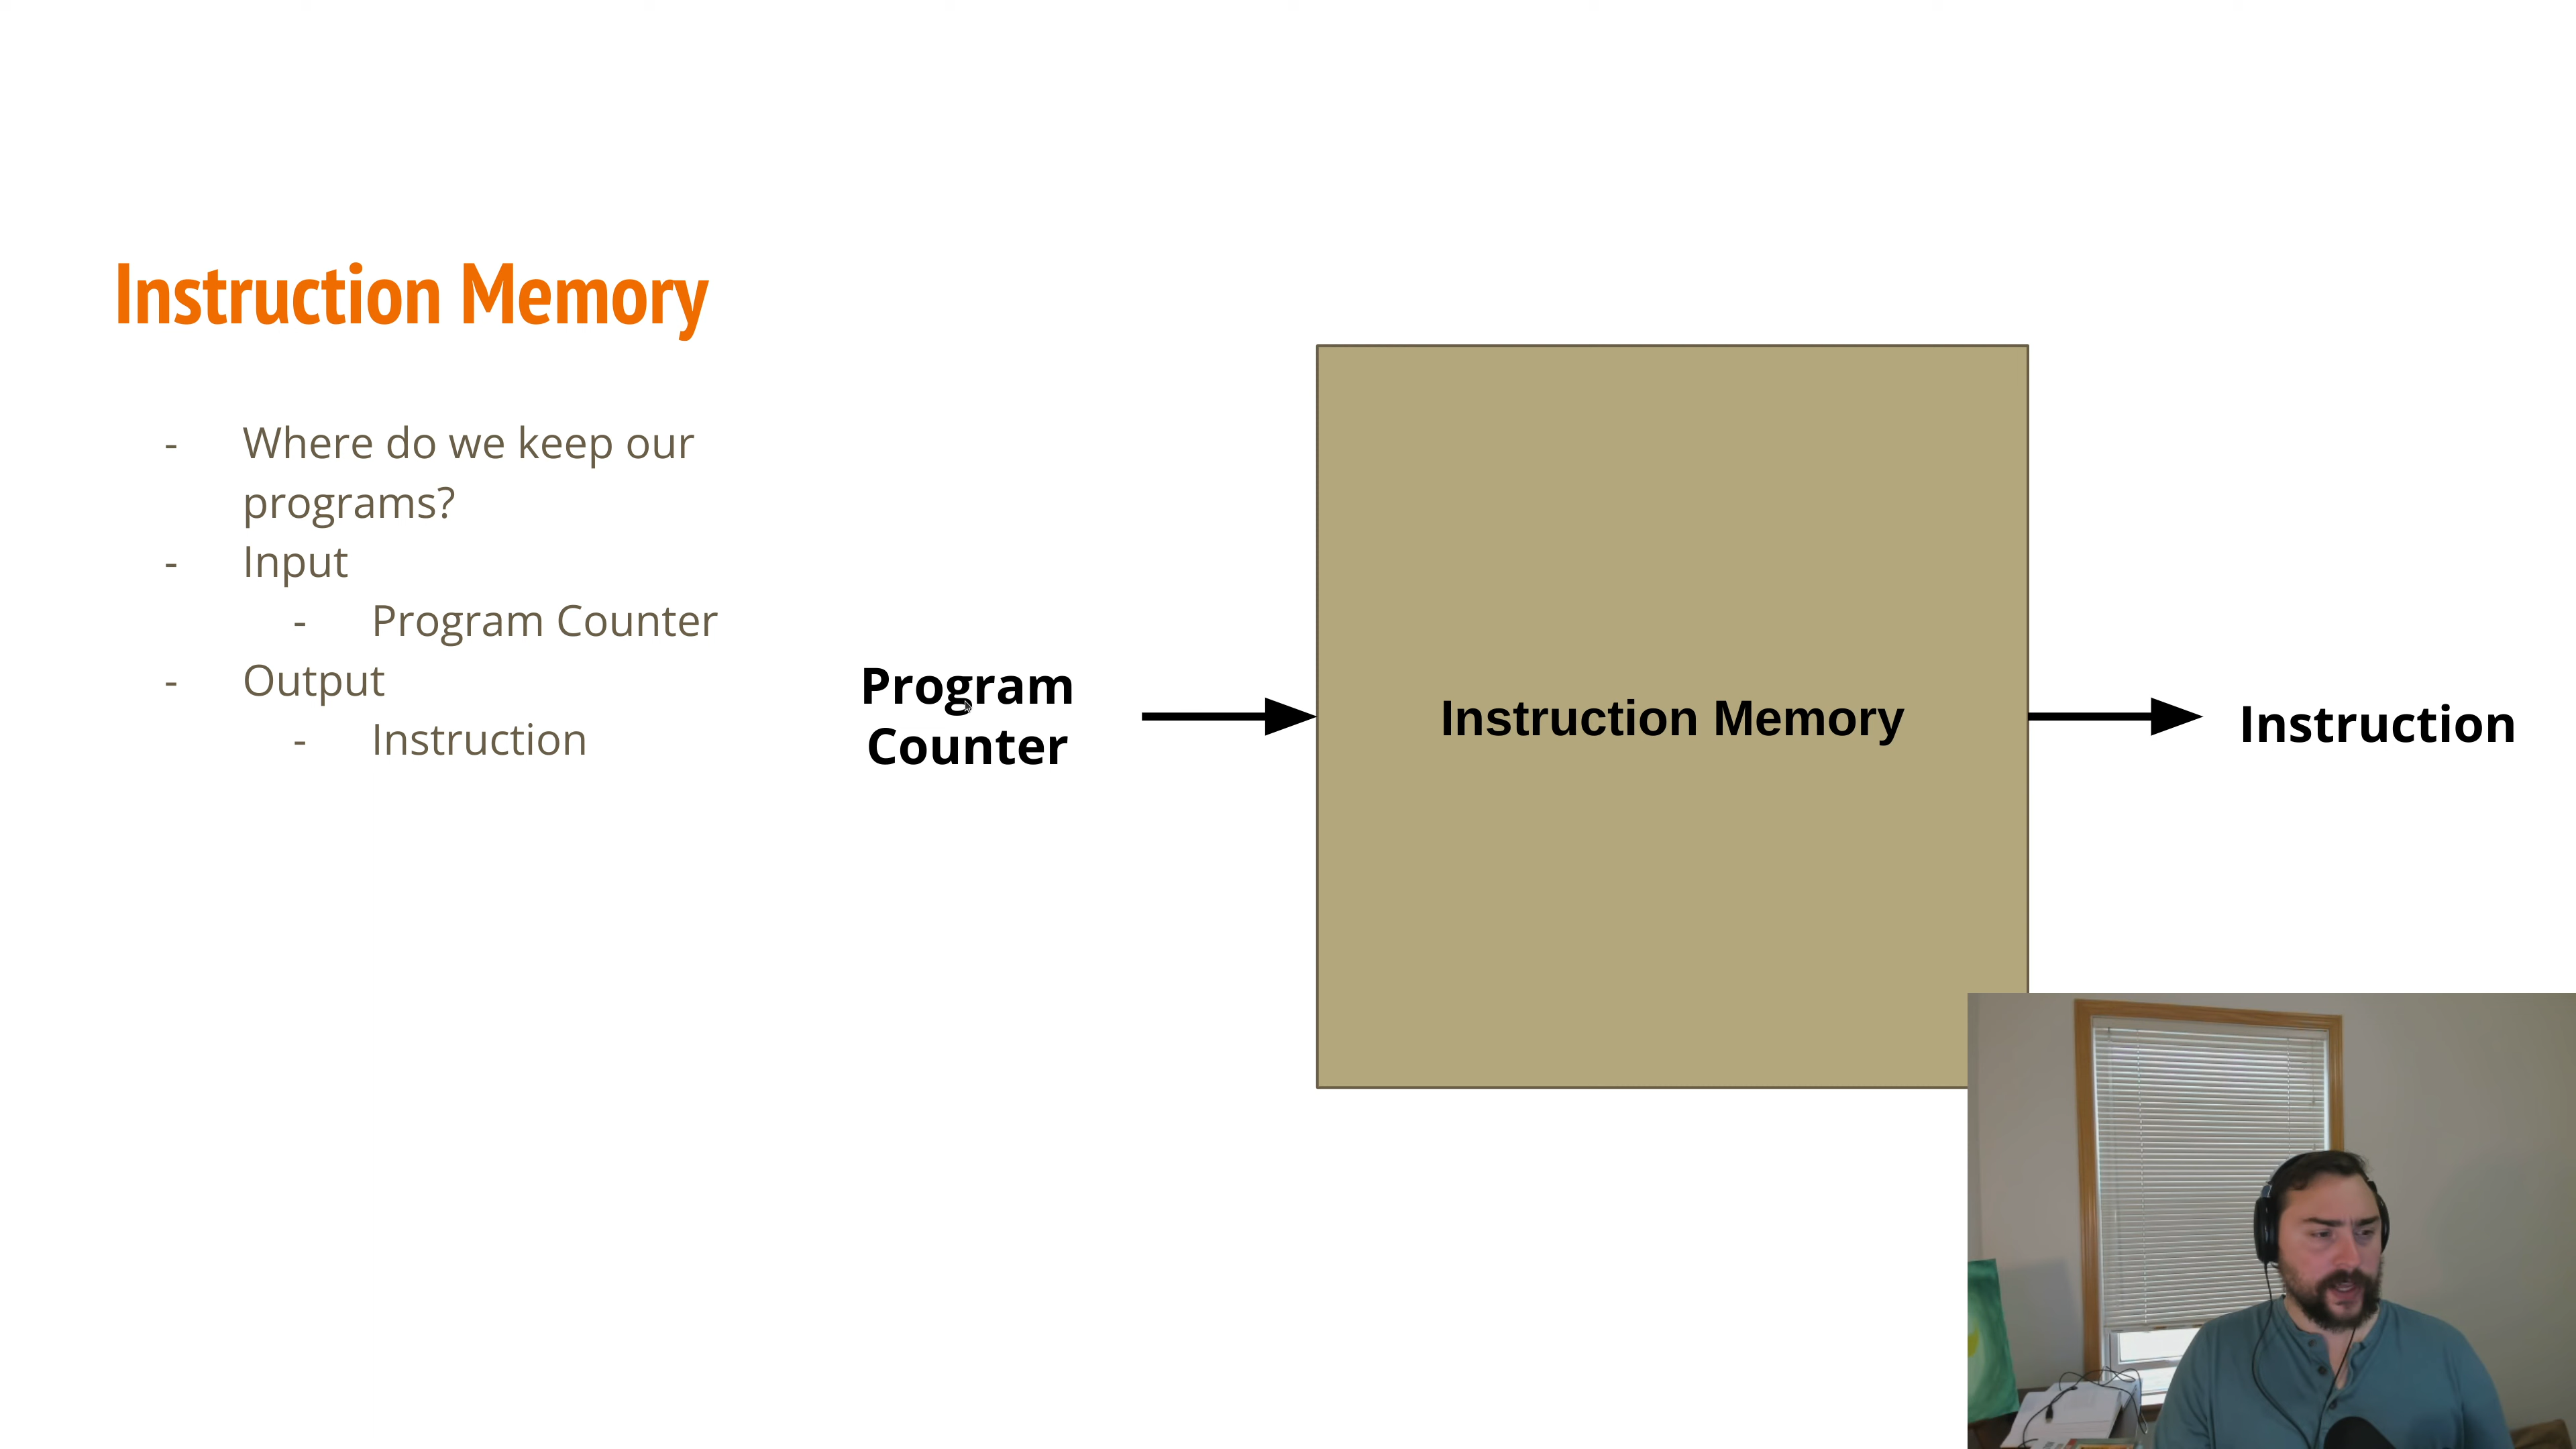 Instruction Memory
- Where do we keep our
programs?
- Input
- Program Counter
- Output
- Instruction
Program
Counter
Instruction Memory
Instruction